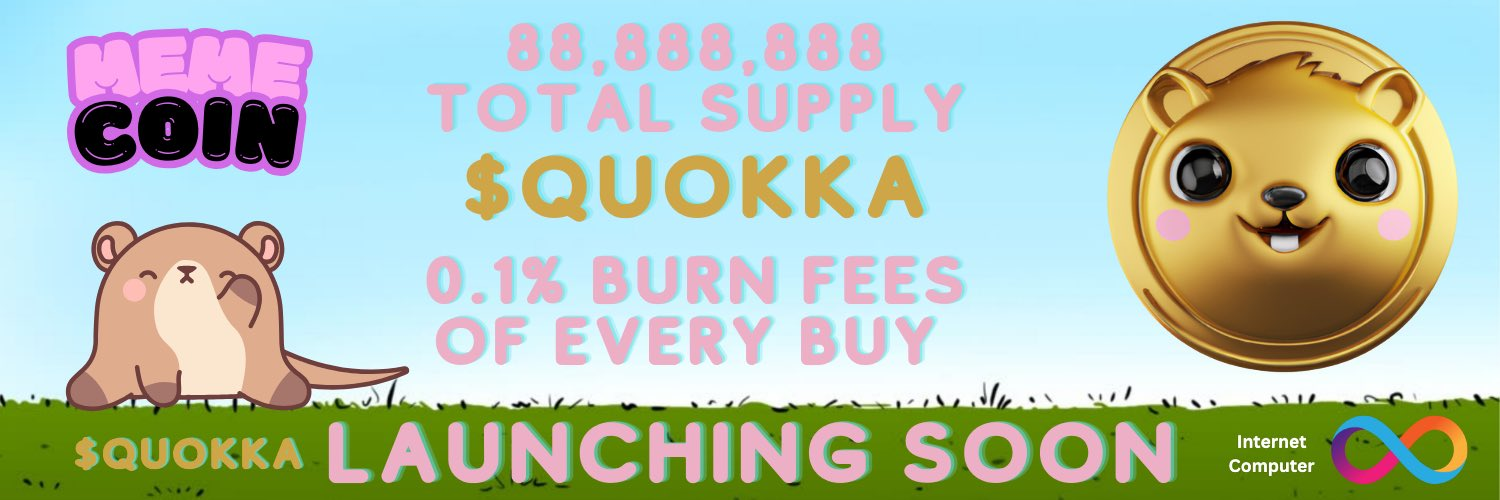 MEME
COIN
88,888,888
TOTAL SUPPLY
$QUOKKA
0.1% BURN FEES
OF EVERY BUY
$QUOKKA
LAUNCHING SOON
Internet
Computer